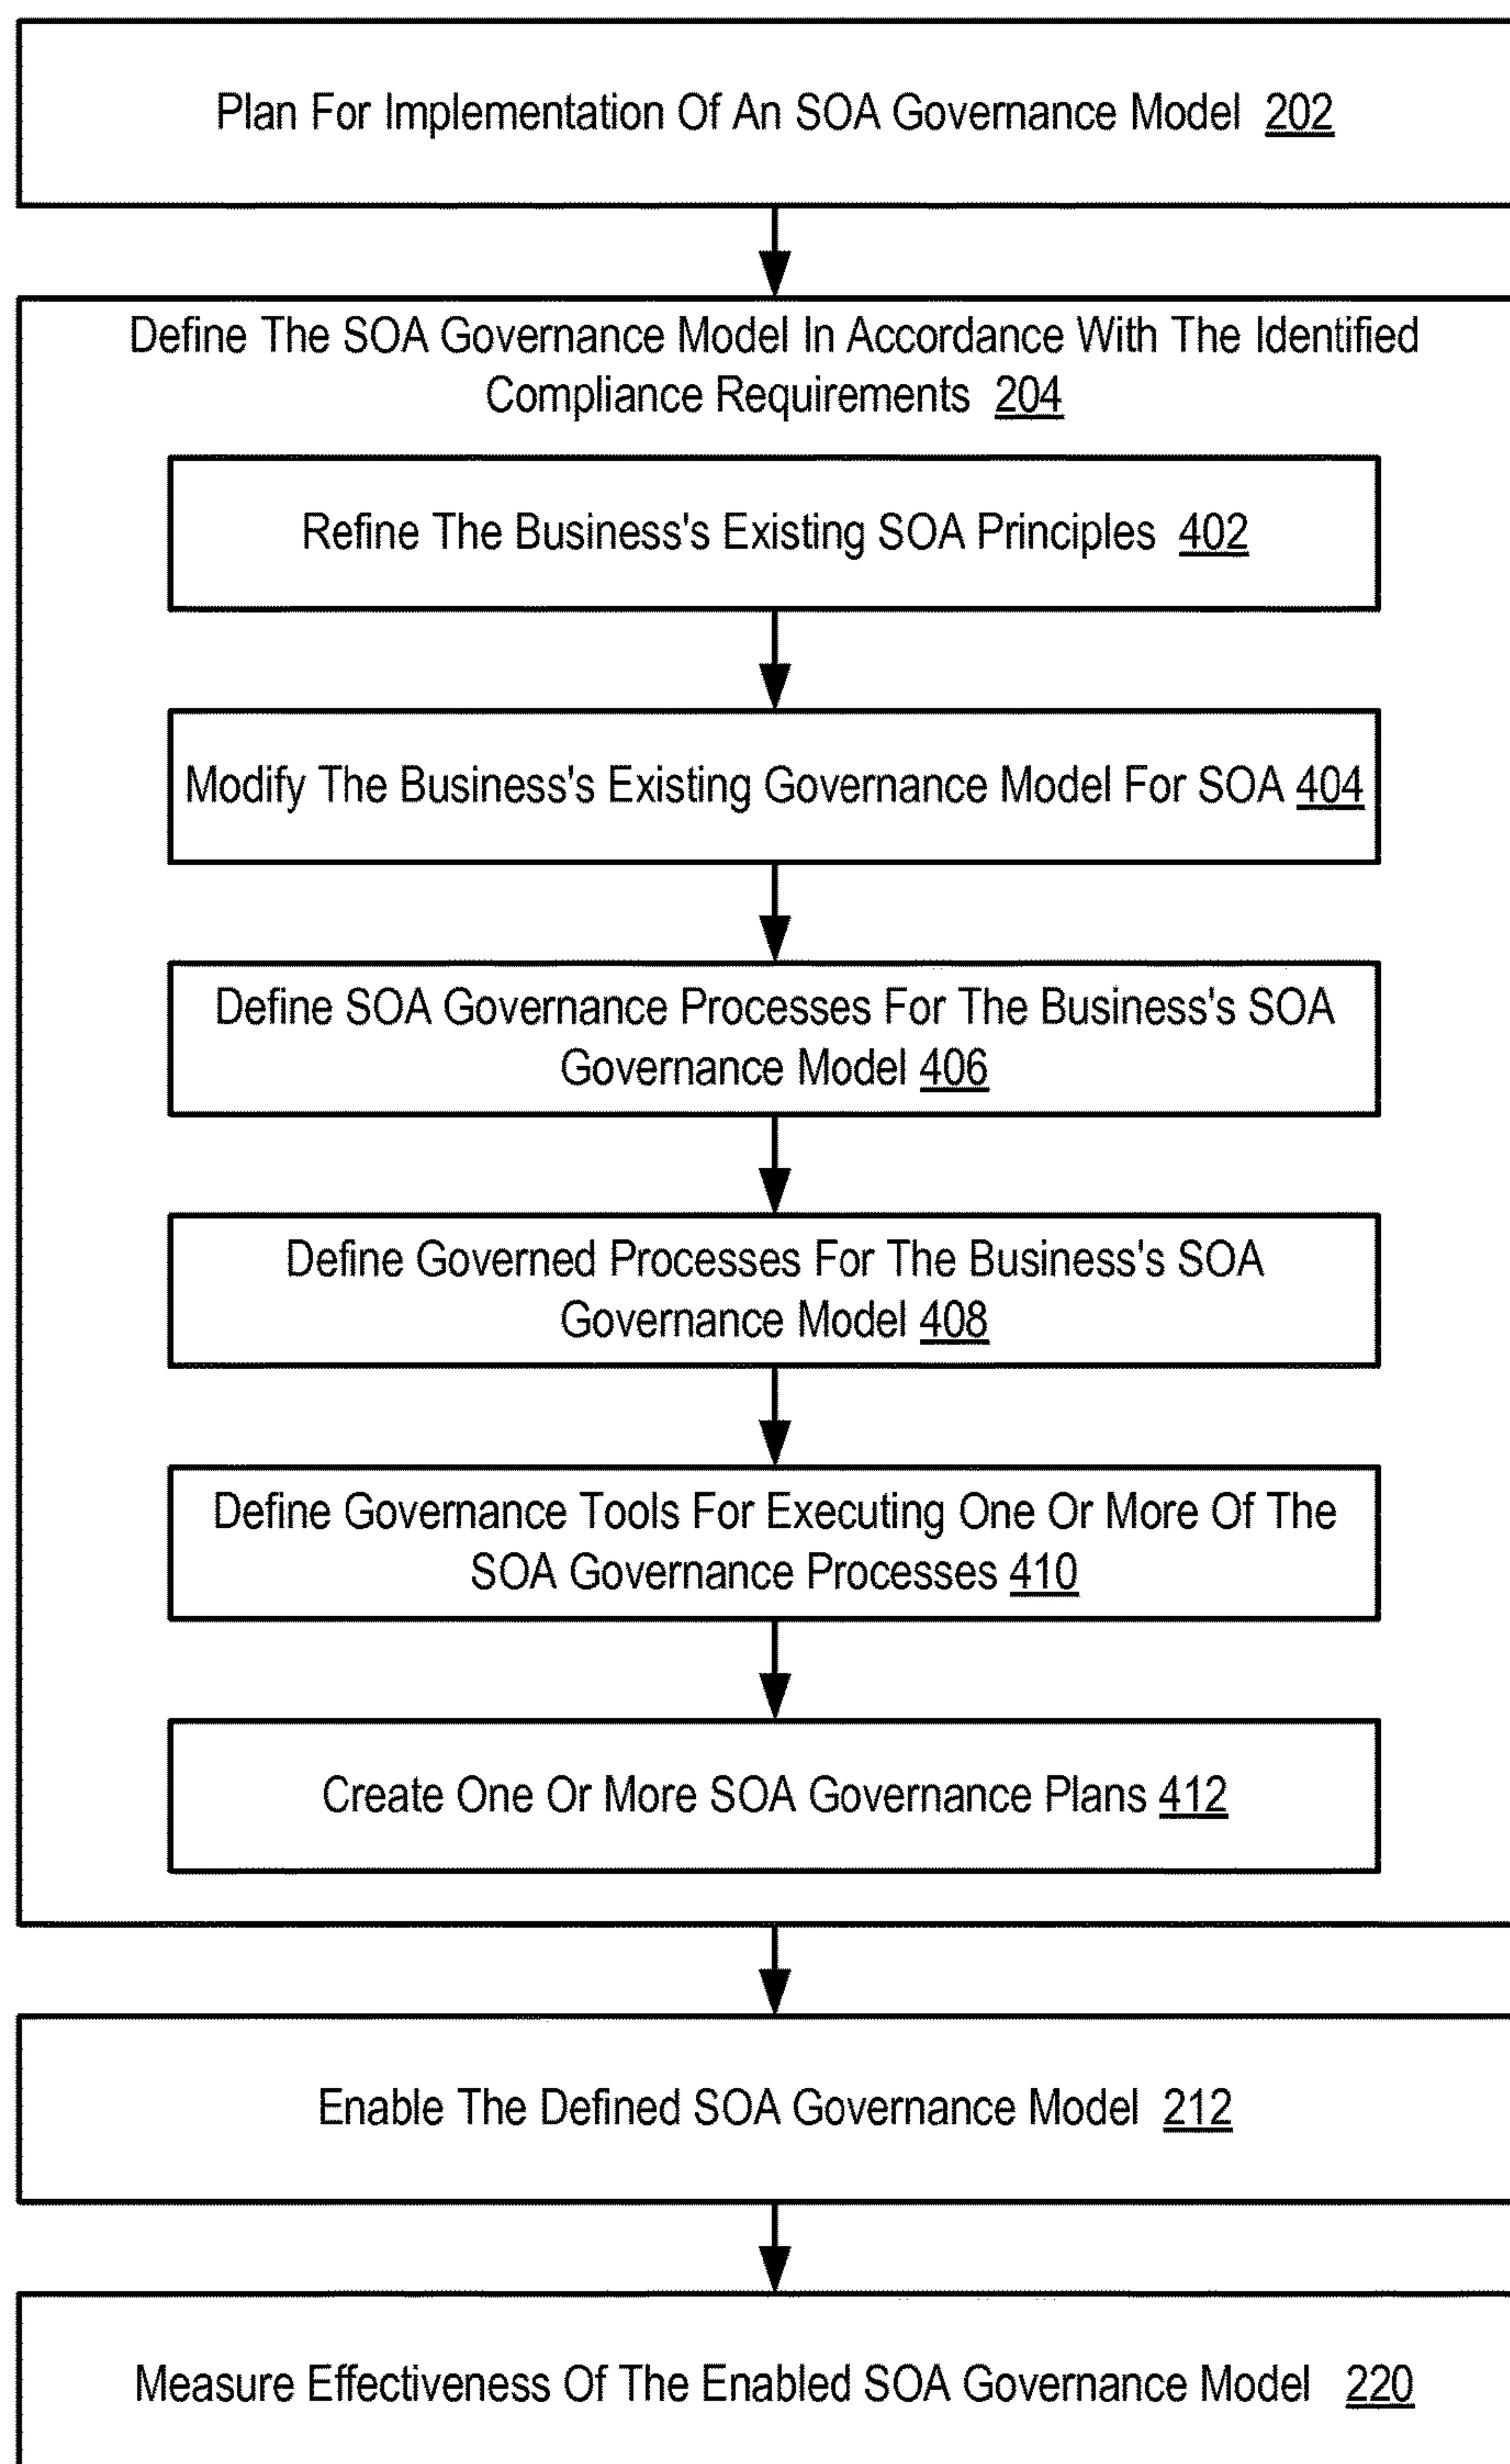 Plan For Implementation Of An SOA Governance Model 202
Define The SOA Governance Model In Accordance With The Identified
Compliance Requirements 204
Refine The Business's Existing SOA Principles 402
Modify The Business's Existing Governance Model For SOA 404
Define SOA Governance Processes For The Business's SOA
Governance Model 406
Define Governed Processes For The Business's SOA
Governance Model 408
Define Governance Tools For Executing One Or More Of The
SOA Governance Processes 410
Create One Or More SOA Governance Plans 412
Enable The Defined SOA Governance Model 212
Measure Effectiveness Of The Enabled SOA Governance Model 220